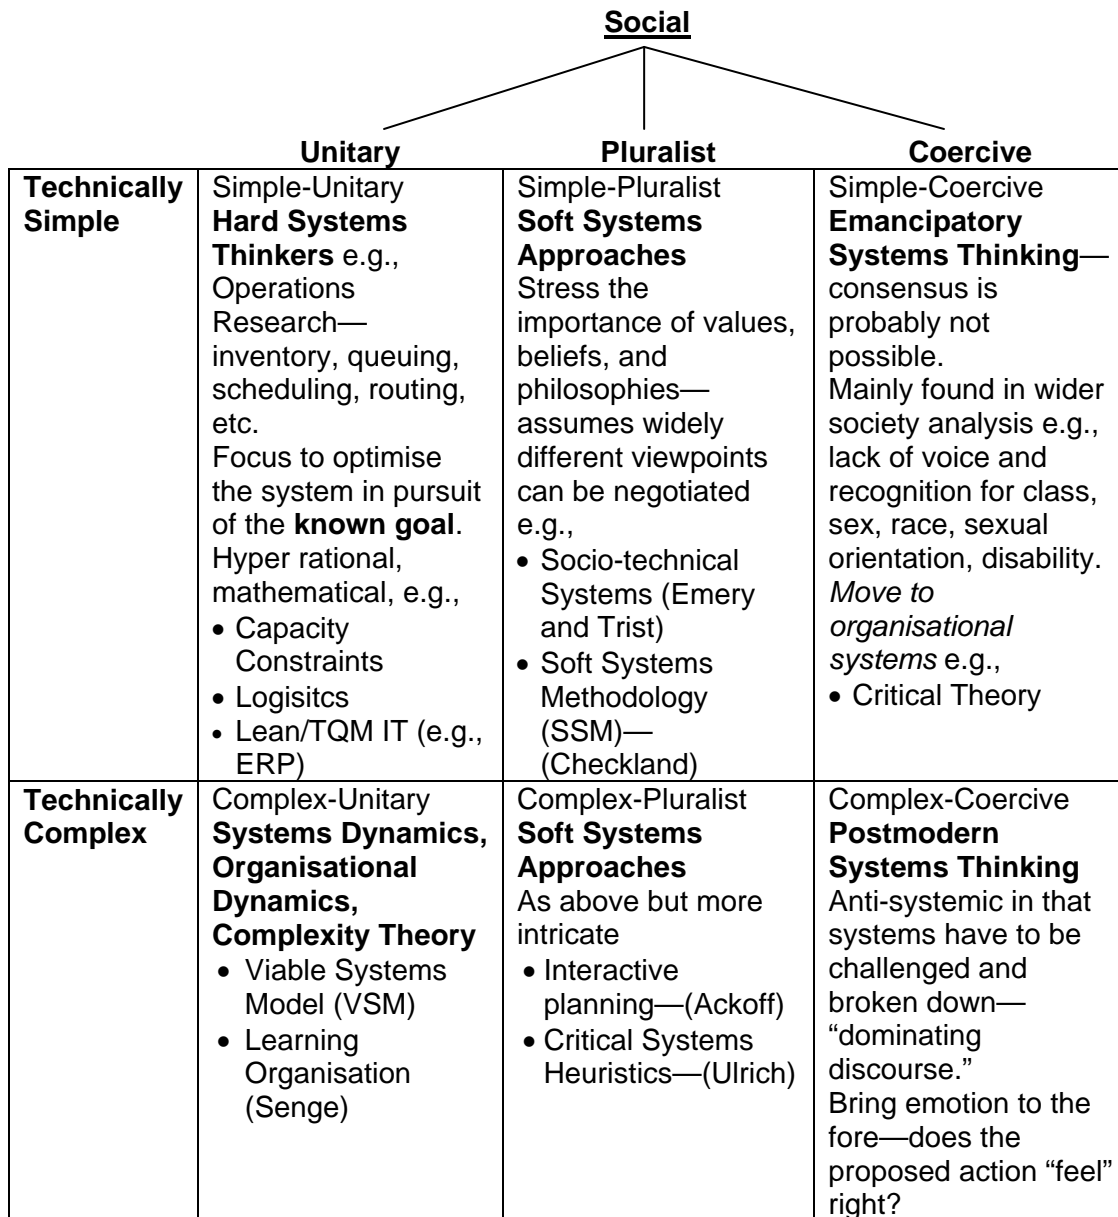 Social
Unitary
Pluralist
Coercive
Technically
Simple
Simple-Unitary
Hard Systems
Thinkers e.g.,
Operations
Research—
inventory, queuing,
scheduling, routing,
etc.
Focus to optimise
the system in pursuit
of the known goal.
Hyper rational,
mathematical, e.g.,
• Capacity
Constraints
• Logisitcs
• Lean/TQM IT (e.g.,
ERP)
Simple-Pluralist
Soft Systems
Approaches
Stress the
importance of values,
beliefs, and
philosophies—
assumes widely
different viewpoints
can be negotiated
e.g.,
• Socio-technical
Systems (Emery
and Trist)
• Soft Systems
Methodology
(SSM)—
(Checkland)
Simple-Coercive
Emancipatory
Systems Thinking—
consensus is
probably not
possible.
Mainly found in wider
society analysis e.g.,
lack of voice and
recognition for class,
sex, race, sexual
orientation, disability.
Move to
organisational
systems e.g.,
• Critical Theory
Technically
Complex
Complex-Unitary
Systems Dynamics,
Organisational
Dynamics,
Complexity Theory
• Viable Systems
Model (VSM)
• Learning
Organisation
(Senge)
Complex-Pluralist
Soft Systems
Approaches
As above but more
intricate
• Interactive
planning—(Ackoff)
• Critical Systems
Heuristics—(Ulrich)
Complex-Coercive
Postmodern
Systems Thinking
Anti-systemic in that
systems have to be
challenged and
broken down—
“dominating
discourse.”
Bring emotion to the
fore—does the
proposed action “feel”
right?